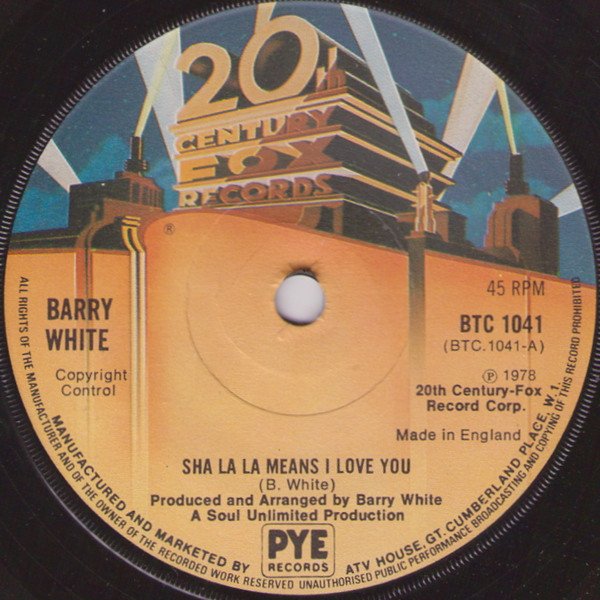 20th
CENTURY
FOX
RECORDS
®
BARRY
WHITE
Copyright
Control
45 RPM
BTC 1041
(BTC.1041-A)
℗ 1978
20th Century-Fox
Record Corp.
Made in England
SHA LA LA MEANS I LOVE YOU
(B. White)
Produced and Arranged by Barry White
A Soul Unlimited Production
MANUFACTURED AND MARKETED BY
PYE
RECORDS
ATV HOUSE, GT. CUMBERLAND PLACE, W.1.
ALL RIGHTS OF THE MANUFACTURER AND OF THE OWNER OF THE RECORDED WORK RESERVED UNAUTHORISED PUBLIC PERFORMANCE BROADCASTING AND COPYING OF THIS RECORD PROHIBITED